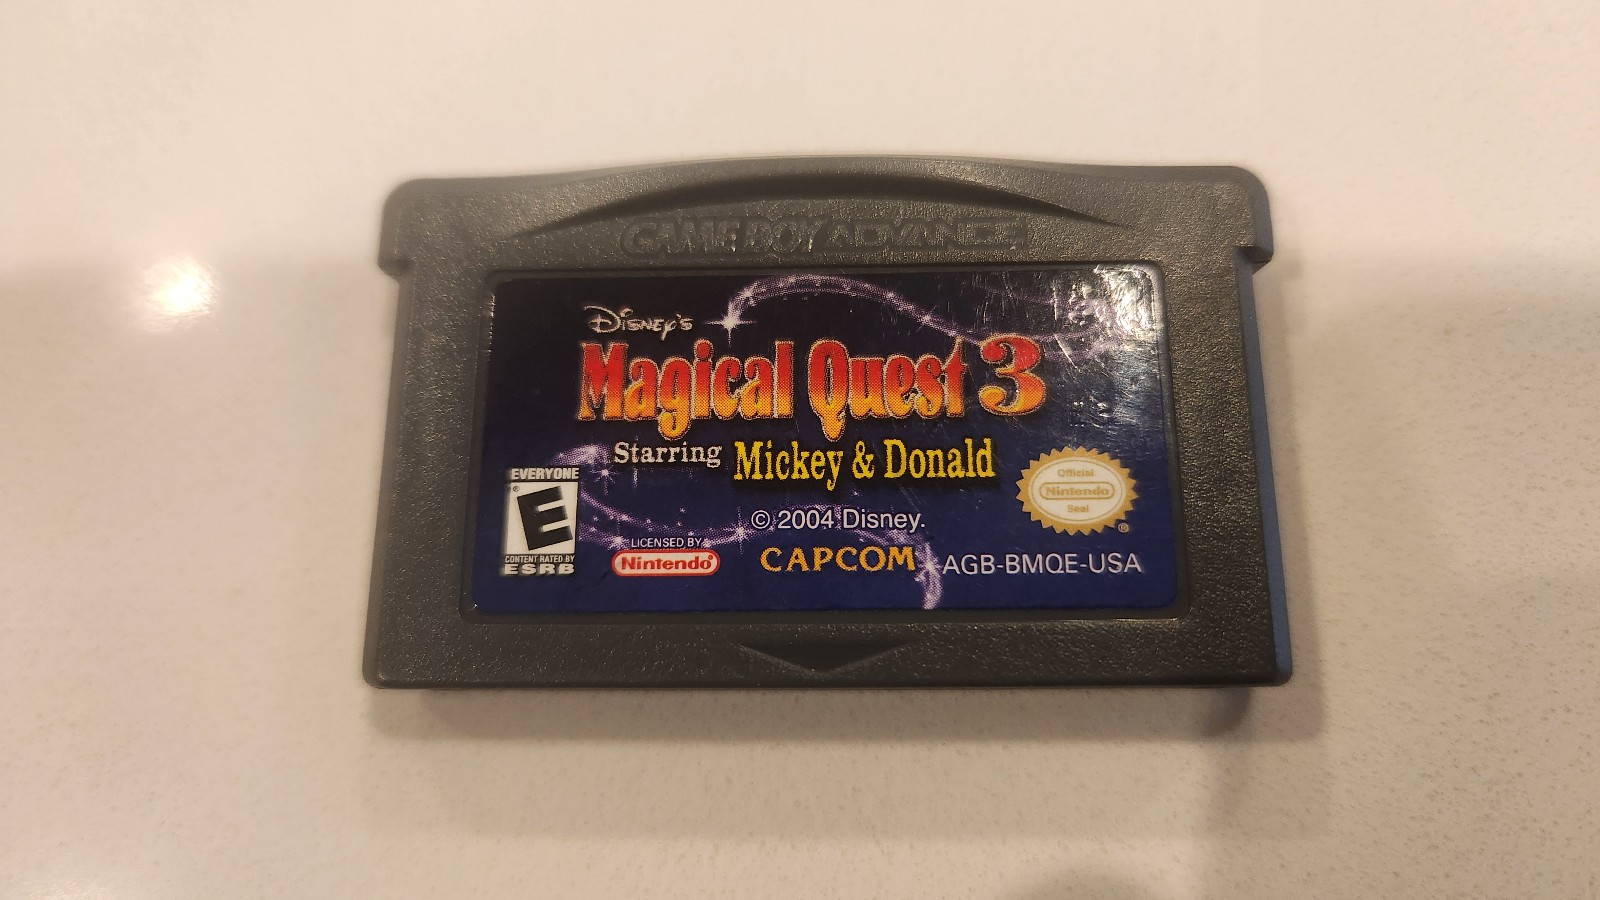 GAME BOY ADVANCE
Disney's
Magical Quest 3
Starring Mickey & Donald
EVERYONE
E
®
CONTENT RATED BY
ESRB
© 2004 Disney.
LICENSED BY
Nintendo®
CAPCOM
AGB-BMQE-USA
Official
Nintendo
Seal
®